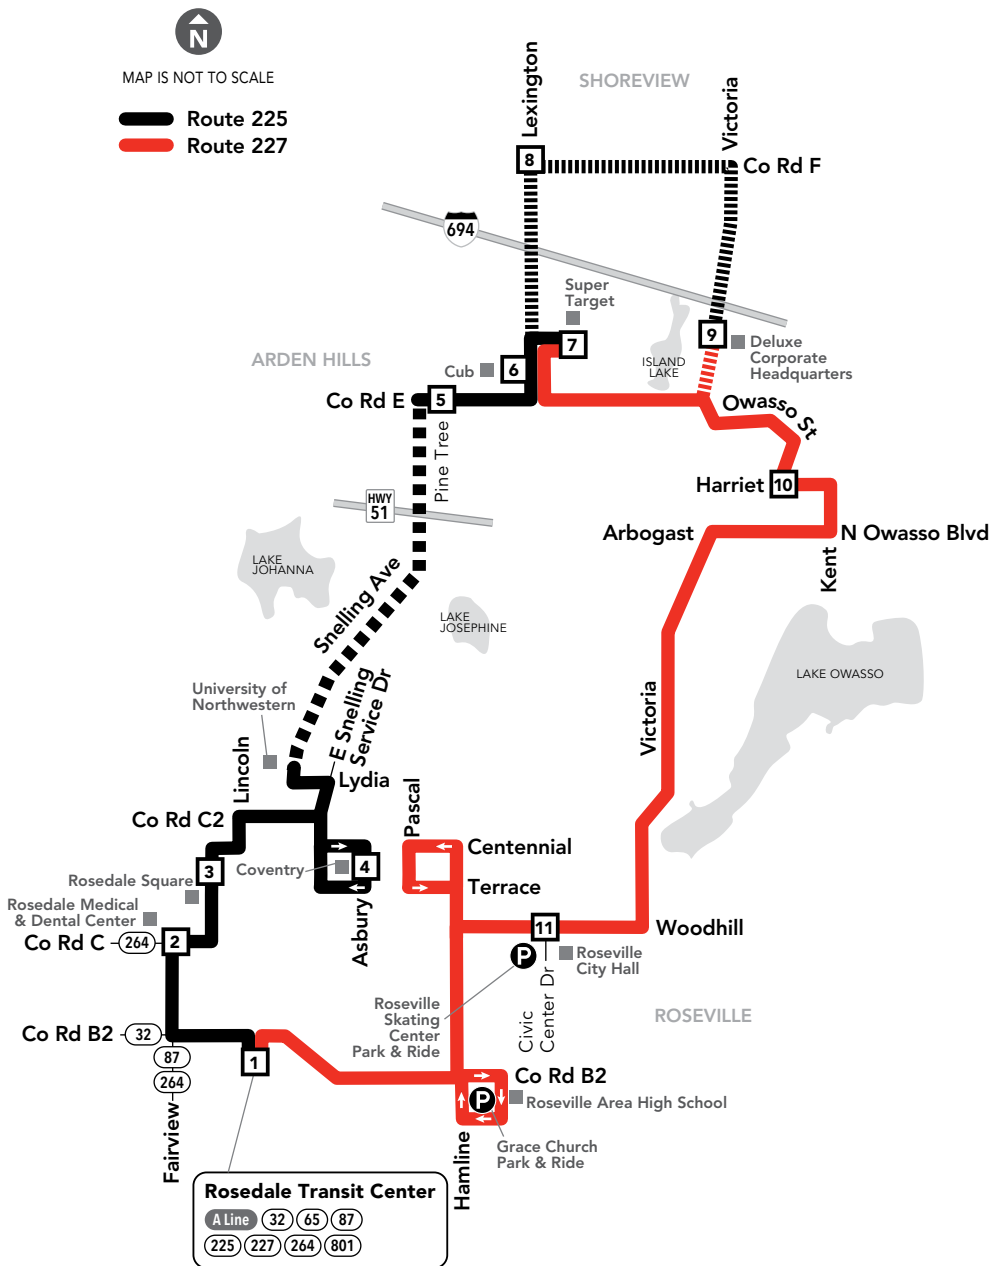 N
MAP IS NOT TO SCALE
Route 225
Route 227
SHOREVIEW
Lexington
Victoria
8
Co Rd F
694
Super
Target
7
9
Deluxe
Corporate
Headquarters
ISLAND
LAKE
ARDEN HILLS
Cub
6
Co Rd E
5
Owasso St
Pine Tree
Harriet
10
HWY
51
Arbogast
N Owasso Blvd
Kent
LAKE
JOHANNA
Snelling Ave
LAKE
JOSEPHINE
LAKE OWASSO
University of
Northwestern
E Snelling
Service Dr
Victoria
Lincoln
Lydia
Pascal
Co Rd C2
Centennial
3
Coventry
4
Rosedale Square
Terrace
Rosedale Medical
& Dental Center
Asbury
Co Rd C
264
2
11
Woodhill
P
Roseville
City Hall
Civic
Center Dr
Roseville
Skating
Center
Park & Ride
ROSEVILLE
Co Rd B2
32
87
264
1
Fairview
Co Rd B2
P
Roseville Area High School
Hamline
Grace Church
Park & Ride
Rosedale Transit Center
A Line 32 65 87
225 227 264 801